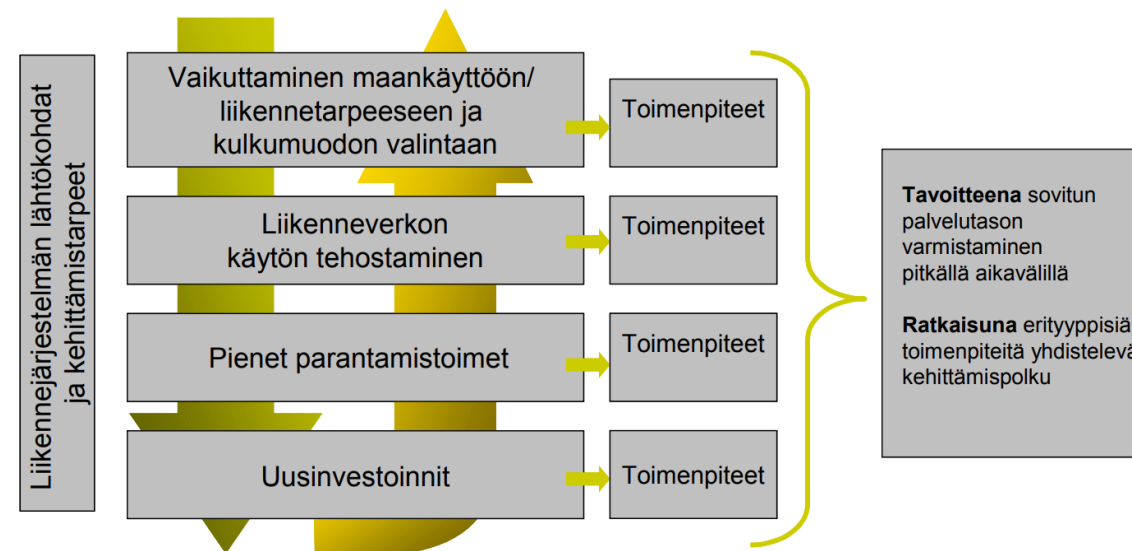 Liikennejärjestelmän lähtökohdat
ja kehittämistarpeet
Vaikuttaminen maankäyttöön/
liikennetarpeeseen ja
kulkumuodon valintaan
Toimenpiteet
Liikenneverkon
käytön tehostaminen
Toimenpiteet
Pienet parantamistoimet
Toimenpiteet
Uusinvestoinnit
Toimenpiteet
Tavoitteena sovitun
palvelutason
varmistaminen
pitkällä aikavälillä
Ratkaisuna erityyppisiä
toimenpiteitä yhdistelevä
kehittämispolku